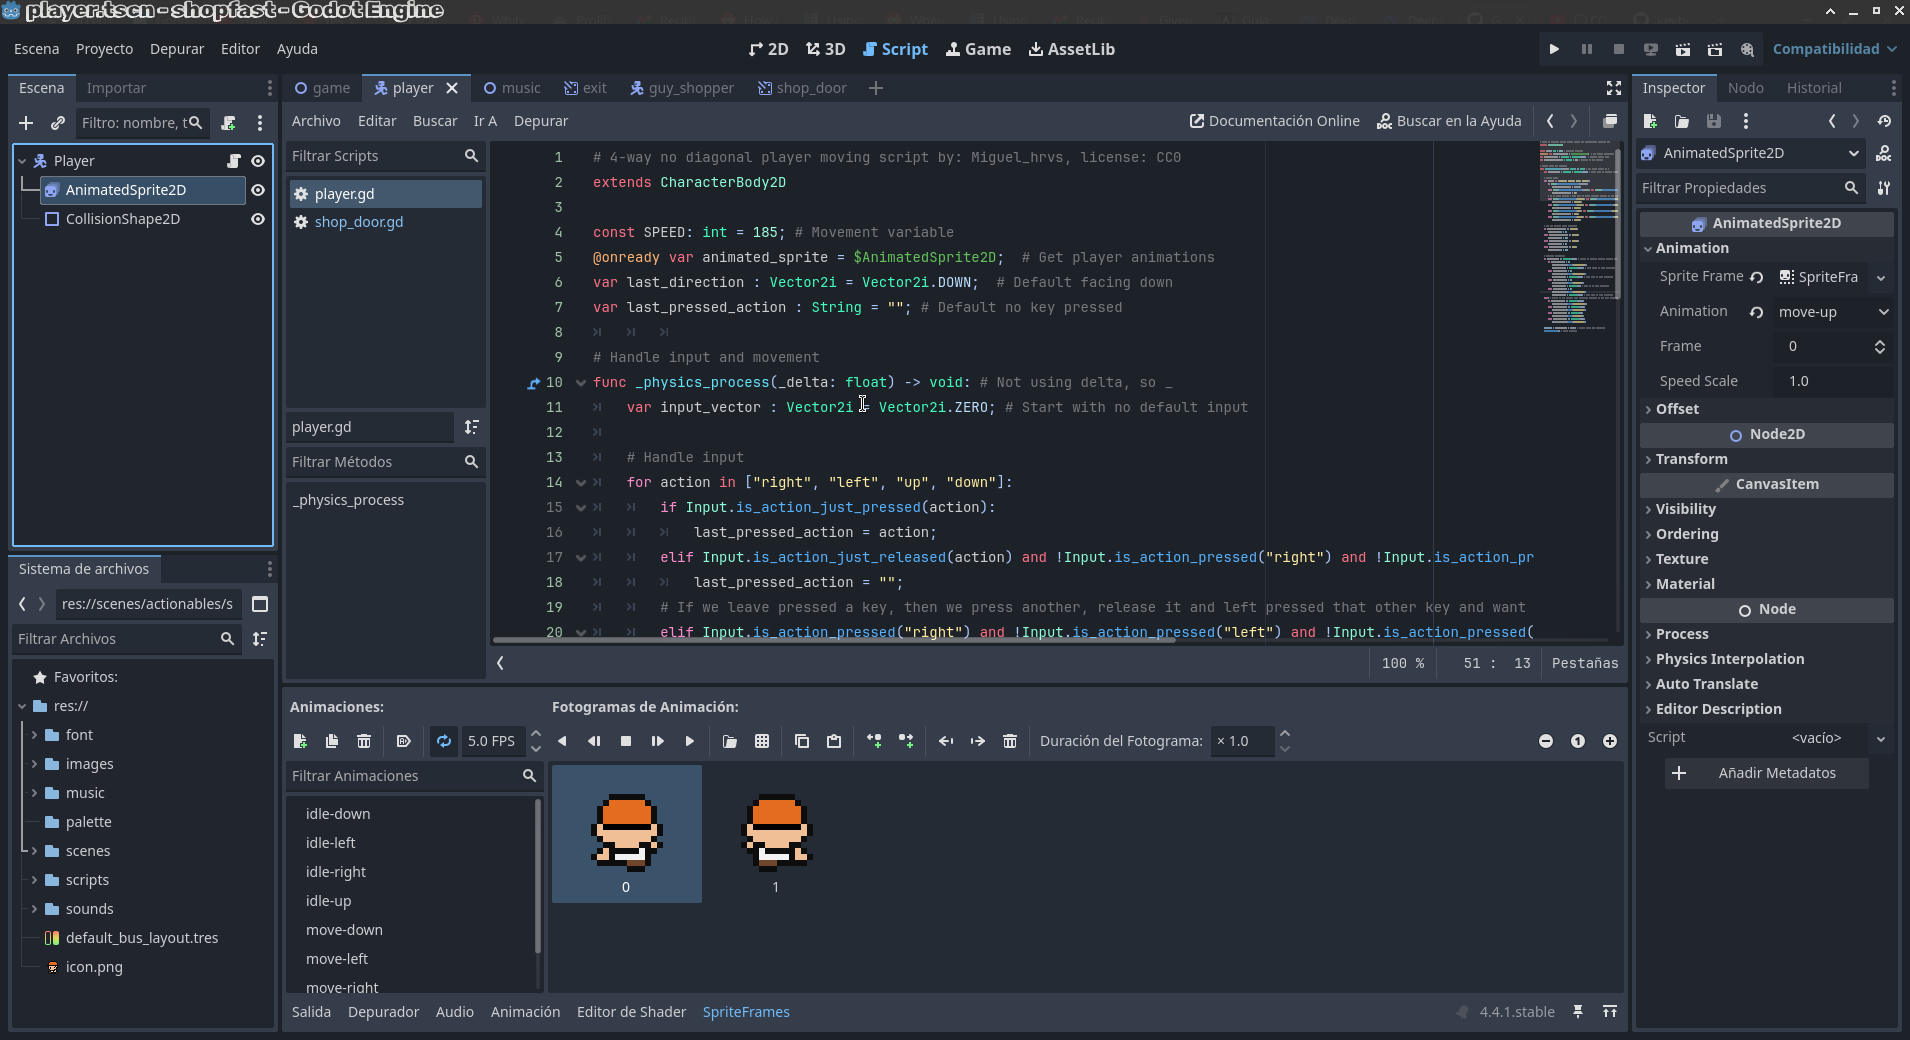 player.tscn - shopfast - Godot Engine
Escena Proyecto Depurar Editor Ayuda
2D 3D Script Game AssetLib
Compatibilidad
Escena Importar
Filtro: nombre, t
Player
AnimatedSprite2D
CollisionShape2D
game player music exit guy_shopper shop_door
Archivo Editar Buscar Ir A Depurar
Documentación Online Buscar en la Ayuda
Filtrar Scripts
player.gd
shop_door.gd
player.gd
Filtrar Métodos
_physics_process
1 # 4-way no diagonal player moving script by: Miguel_hrvs, license: CC0
2 extends CharacterBody2D
3
4 const SPEED: int = 185; # Movement variable
5 @onready var animated_sprite = $AnimatedSprite2D; # Get player animations
6 var last_direction : Vector2i = Vector2i.DOWN; # Default facing down
7 var last_pressed_action : String = ""; # Default no key pressed
8
9 # Handle input and movement
10 func _physics_process(_delta: float) -> void: # Not using delta, so _
11 var input_vector : Vector2i = Vector2i.ZERO; # Start with no default input
12
13 # Handle input
14 for action in ["right", "left", "up", "down"]:
15 if Input.is_action_just_pressed(action):
16 last_pressed_action = action;
17 elif Input.is_action_just_released(action) and !Input.is_action_pressed("right") and !Input.is_action_pr
18 last_pressed_action = "";
19 # If we leave pressed a key, then we press another, release it and left pressed that other key and want
20 elif Input.is_action_pressed("right") and !Input.is_action_pressed("left") and !Input.is_action_pressed(
100 % 51 : 13 Pestañas
Sistema de archivos
res://scenes/actionables/s
Filtrar Archivos
Favoritos:
res://
font
images
music
palette
scenes
scripts
sounds
default_bus_layout.tres
icon.png
Animaciones:
5.0 FPS
Filtrar Animaciones
idle-down
idle-left
idle-right
idle-up
move-down
move-left
move-right
Fotogramas de Animación:
Duración del Fotograma: × 1.0
0 1
Salida Depurador Audio Animación Editor de Shader SpriteFrames
4.4.1.stable
Inspector Nodo Historial
AnimatedSprite2D
Filtrar Propiedades
AnimatedSprite2D
Animation
Sprite Frame SpriteFra
Animation move-up
Frame 0
Speed Scale 1.0
Offset
Node2D
Transform
CanvasItem
Visibility
Ordering
Texture
Material
Node
Process
Physics Interpolation
Auto Translate
Editor Description
Script <vacío>
Añadir Metadatos